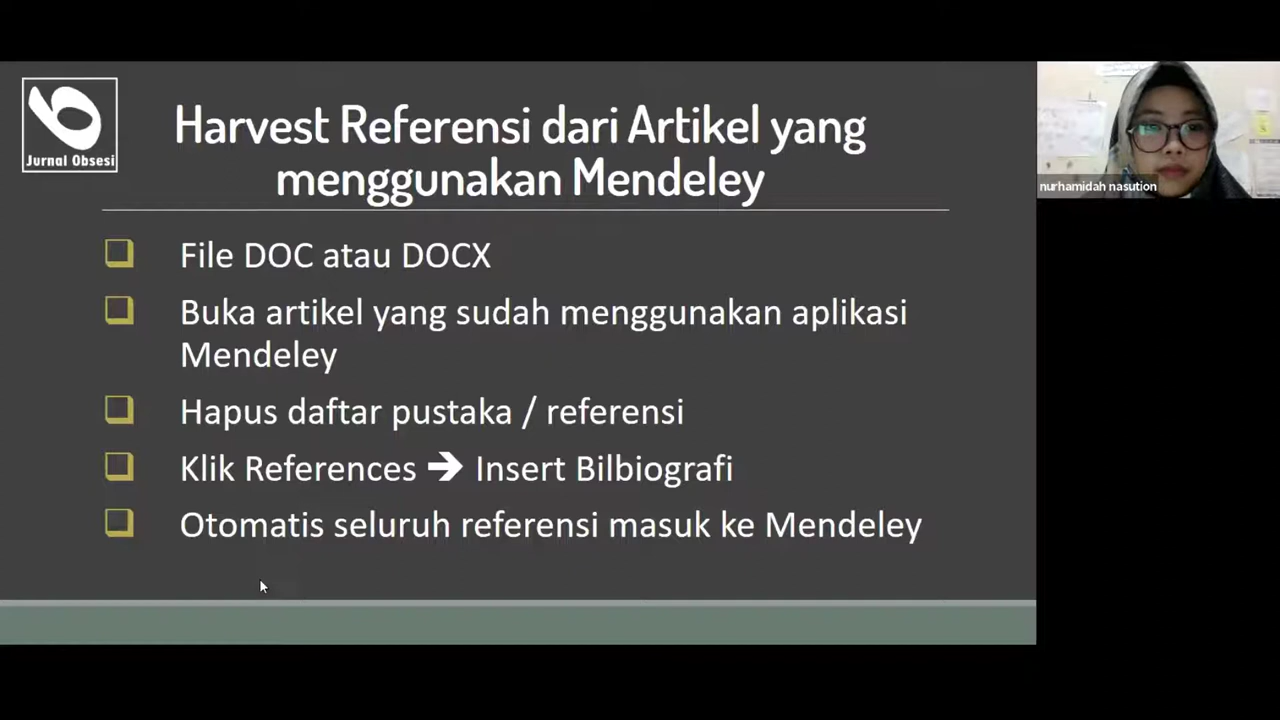 Jurnal Obsesi
Harvest Referensi dari Artikel yang
menggunakan Mendeley
File DOC atau DOCX
Buka artikel yang sudah menggunakan aplikasi
Mendeley
Hapus daftar pustaka / referensi
Klik References ➔ Insert Bilbiografi
Otomatis seluruh referensi masuk ke Mendeley
nurhamidah nasution